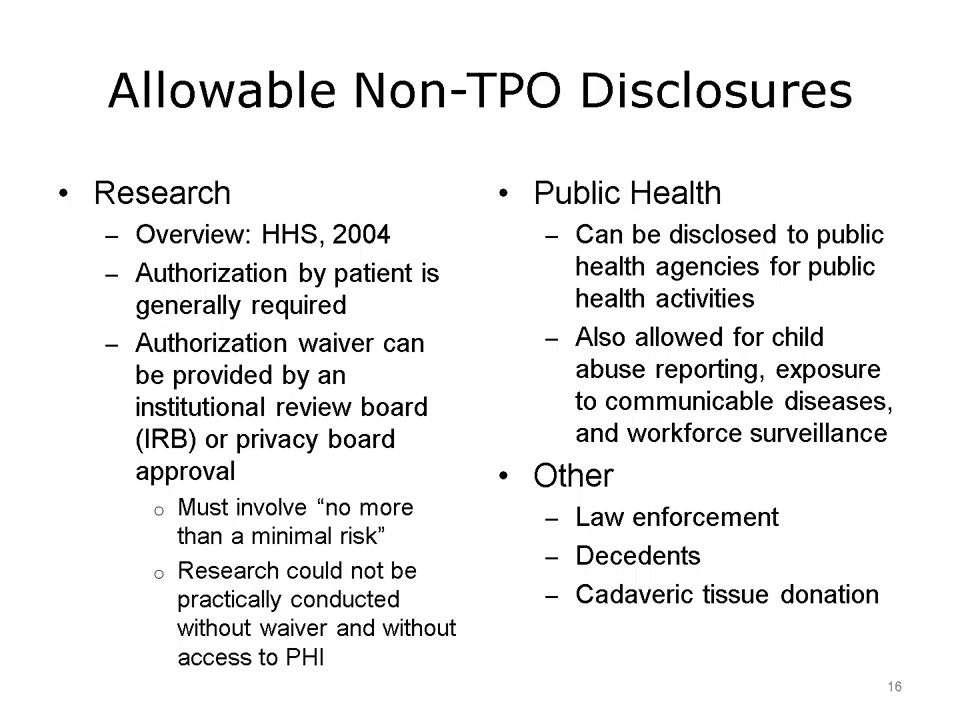 Allowable Non-TPO Disclosures
• Research
– Overview: HHS, 2004
– Authorization by patient is
generally required
– Authorization waiver can
be provided by an
institutional review board
(IRB) or privacy board
approval
o Must involve “no more
than a minimal risk”
o Research could not be
practically conducted
without waiver and without
access to PHI
• Public Health
– Can be disclosed to public
health agencies for public
health activities
– Also allowed for child
abuse reporting, exposure
to communicable diseases,
and workforce surveillance
• Other
– Law enforcement
– Decedents
– Cadaveric tissue donation
16